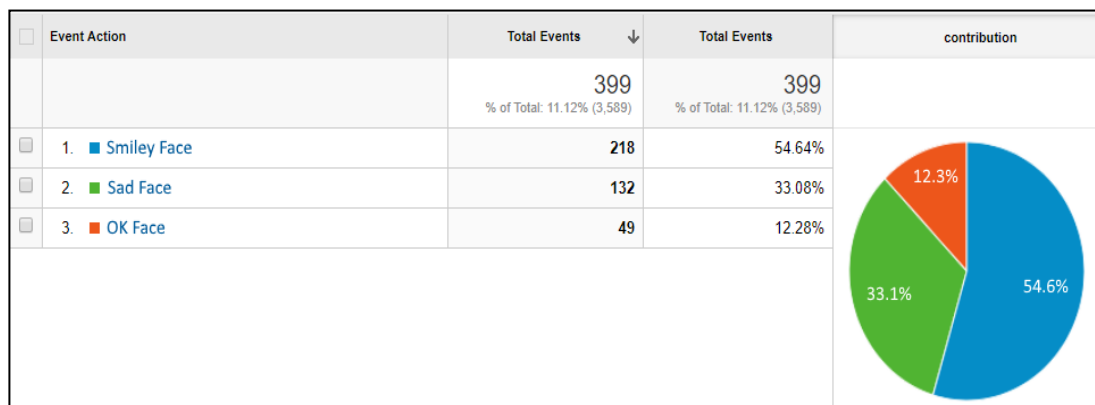 Event Action Total Events Total Events contribution
399 399
% of Total: 11.12% (3,589) % of Total: 11.12% (3,589)
1. Smiley Face 218 54.64%
2. Sad Face 132 33.08%
3. OK Face 49 12.28%
12.3%
54.6%
33.1%